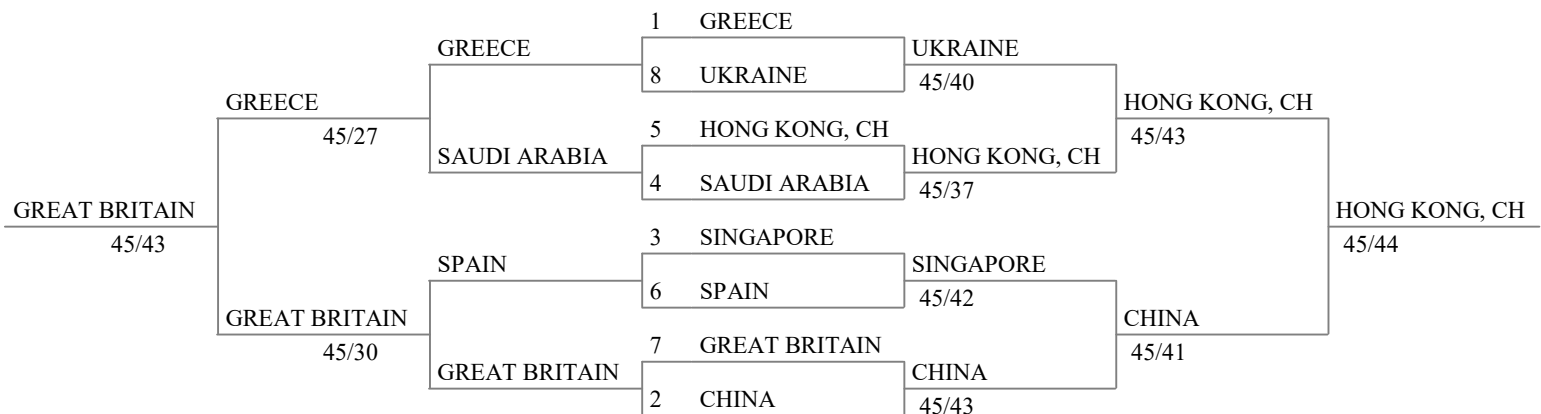 1 GREECE
GREECE UKRAINE
8 UKRAINE 45/40
GREECE HONG KONG, CH
45/27 5 HONG KONG, CH 45/43
SAUDI ARABIA HONG KONG, CH
4 SAUDI ARABIA 45/37
GREAT BRITAIN HONG KONG, CH
45/43 3 SINGAPORE 45/44
SPAIN SINGAPORE
6 SPAIN 45/42
GREAT BRITAIN CHINA
45/30 7 GREAT BRITAIN 45/41
GREAT BRITAIN CHINA
2 CHINA 45/43